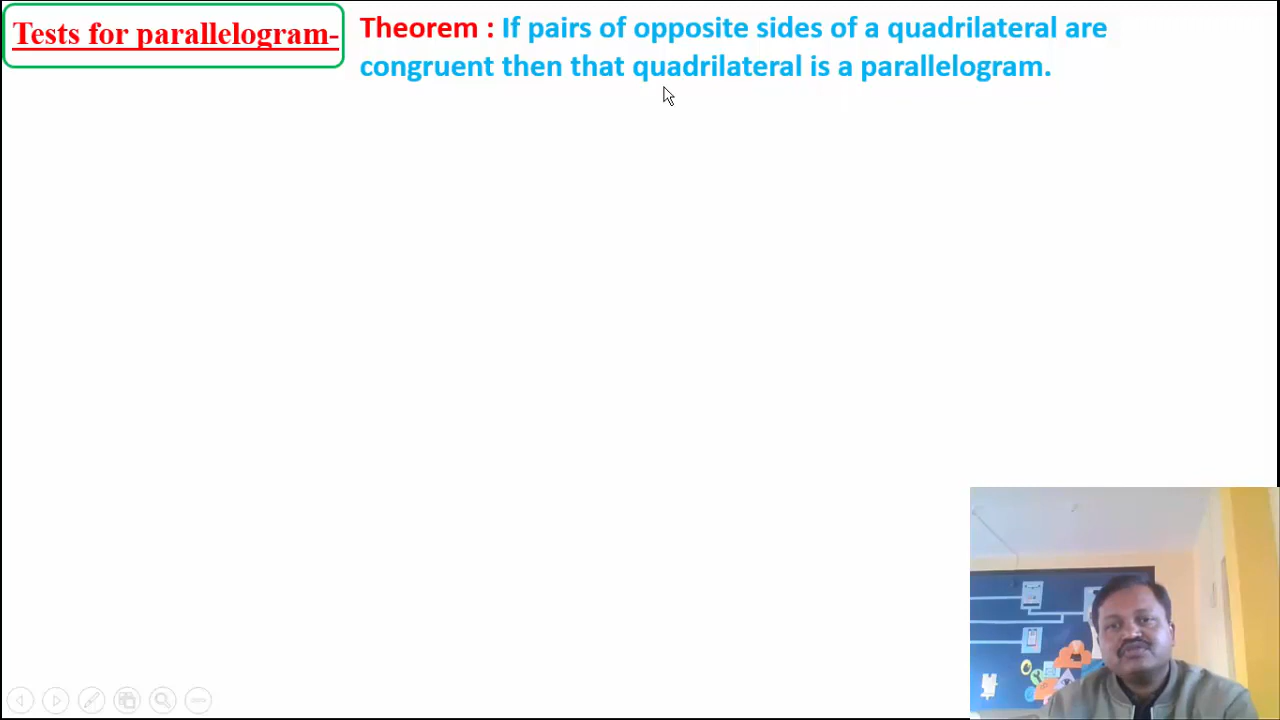 Tests for parallelogram-
Theorem : If pairs of opposite sides of a quadrilateral are
congruent then that quadrilateral is a parallelogram.